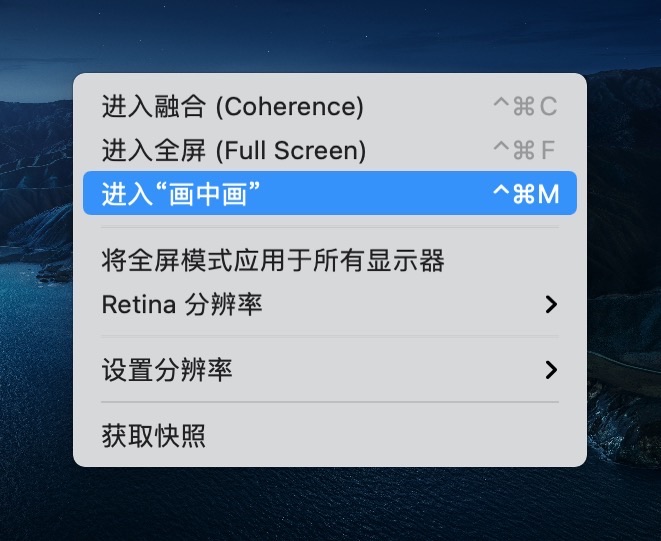 进入融合 (Coherence) ^⌘C
进入全屏 (Full Screen) ^⌘F
进入“画中画” ^⌘M
将全屏模式应用于所有显示器
Retina 分辨率
设置分辨率
获取快照